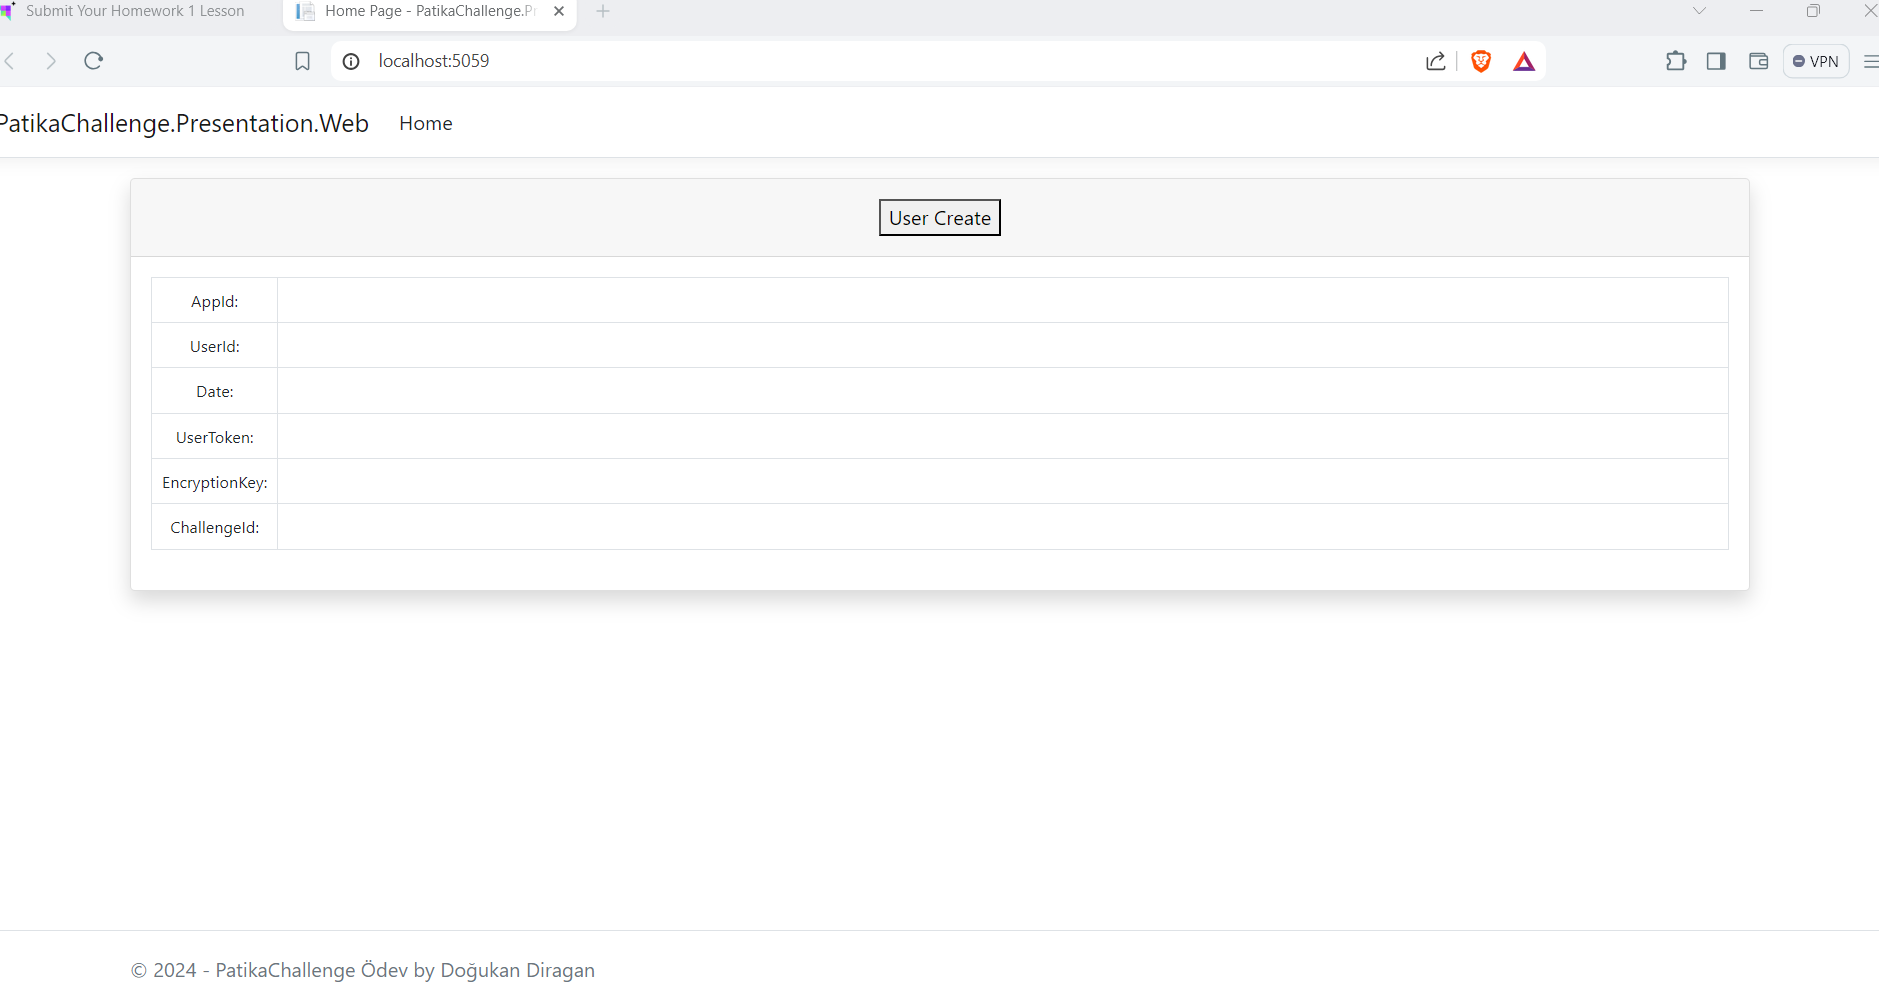 Submit Your Homework 1 Lesson
Home Page - PatikaChallenge.Pr
localhost:5059
VPN
PatikaChallenge.Presentation.Web Home
User Create
AppId:
UserId:
Date:
UserToken:
EncryptionKey:
ChallengeId:
© 2024 - PatikaChallenge Ödev by Doğukan Diragan